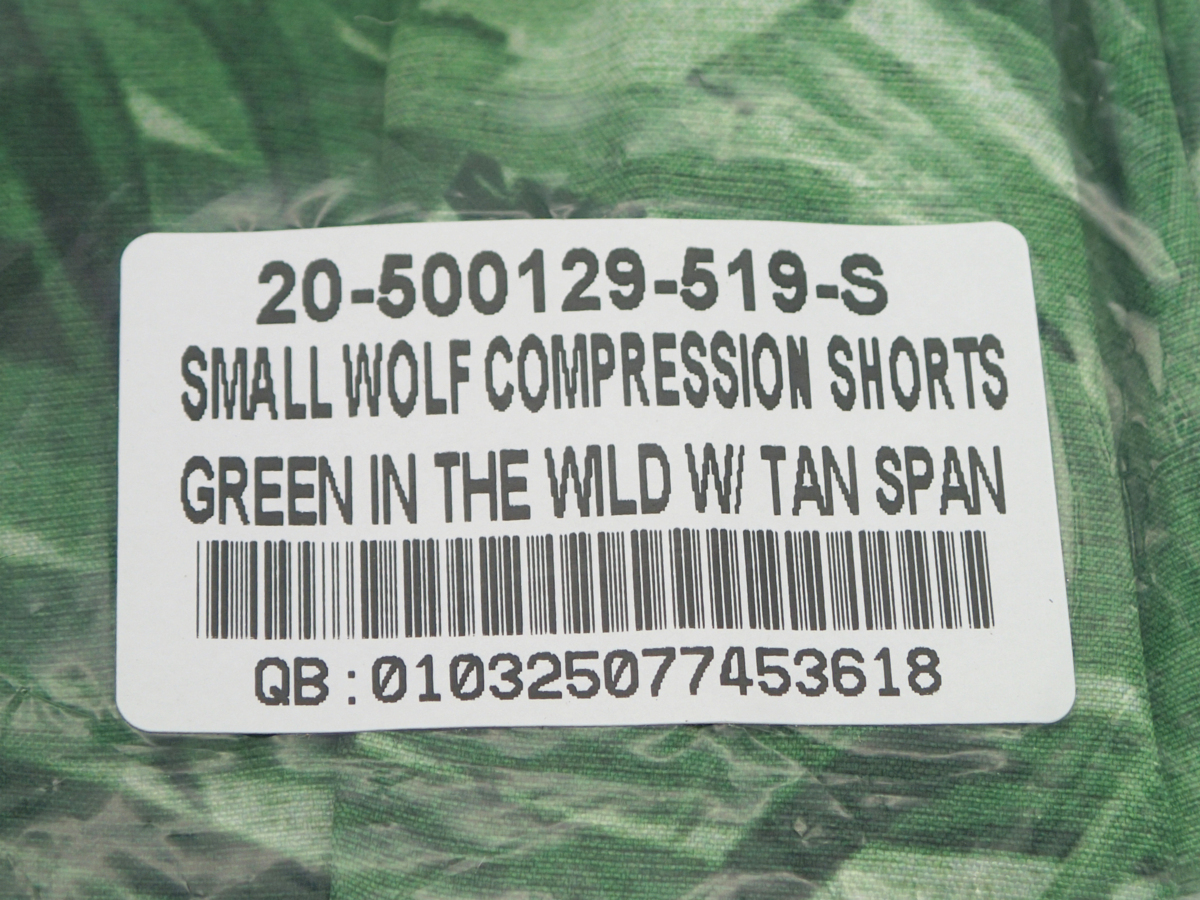 20-500129-519-S
SMALL WOLF COMPRESSION SHORTS
GREEN IN THE WILD W/ TAN SPAN
QB:010325077453618